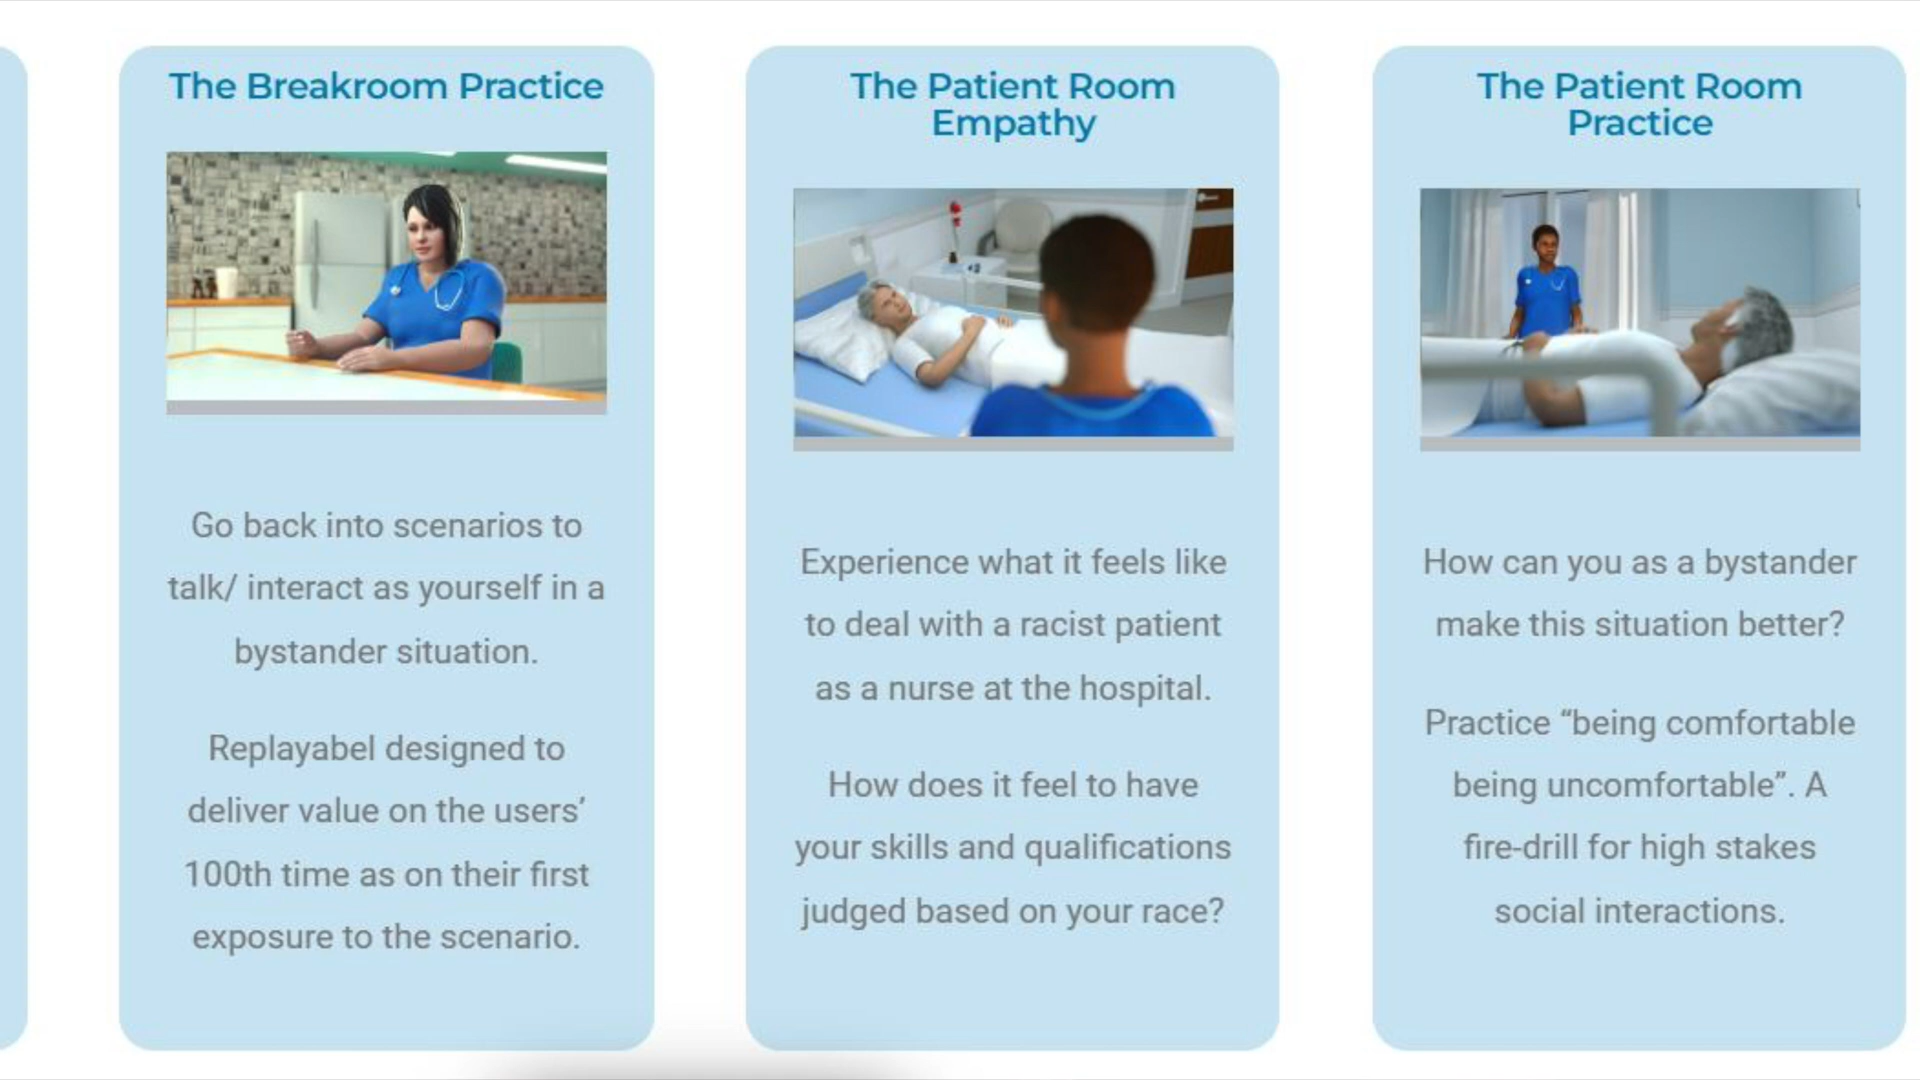 The Breakroom Practice
Go back into scenarios to
talk/ interact as yourself in a
bystander situation.
Replayabel designed to
deliver value on the users’
100th time as on their first
exposure to the scenario.
The Patient Room
Empathy
Experience what it feels like
to deal with a racist patient
as a nurse at the hospital.
How does it feel to have
your skills and qualifications
judged based on your race?
The Patient Room
Practice
How can you as a bystander
make this situation better?
Practice “being comfortable
being uncomfortable”. A
fire-drill for high stakes
social interactions.